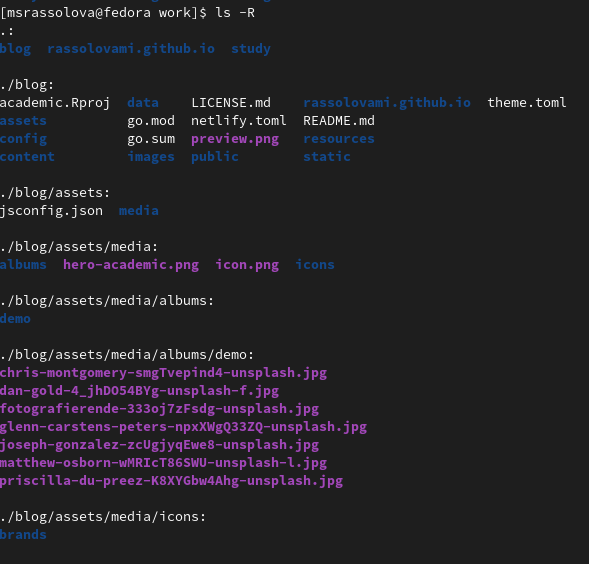 [msrassolova@fedora work]$ ls -R
.:
blog  rassolovami.github.io  study
./blog:
academic.Rproj  data    LICENSE.md    rassolovami.github.io  theme.toml
assets          go.mod  netlify.toml  README.md
config          go.sum  preview.png   resources
content         images  public        static
./blog/assets:
jsconfig.json  media
./blog/assets/media:
albums  hero-academic.png  icon.png  icons
./blog/assets/media/albums:
demo
./blog/assets/media/albums/demo:
chris-montgomery-smgTvepind4-unsplash.jpg
dan-gold-4_jhDO54BYg-unsplash-f.jpg
fotografierende-333oj7zFsdg-unsplash.jpg
glenn-carstens-peters-npxXWgQ33ZQ-unsplash.jpg
joseph-gonzalez-zcUgjyqEwe8-unsplash.jpg
matthew-osborn-wMRIcT86SWU-unsplash-l.jpg
priscilla-du-preez-K8XYGbw4Ahg-unsplash.jpg
./blog/assets/media/icons:
brands